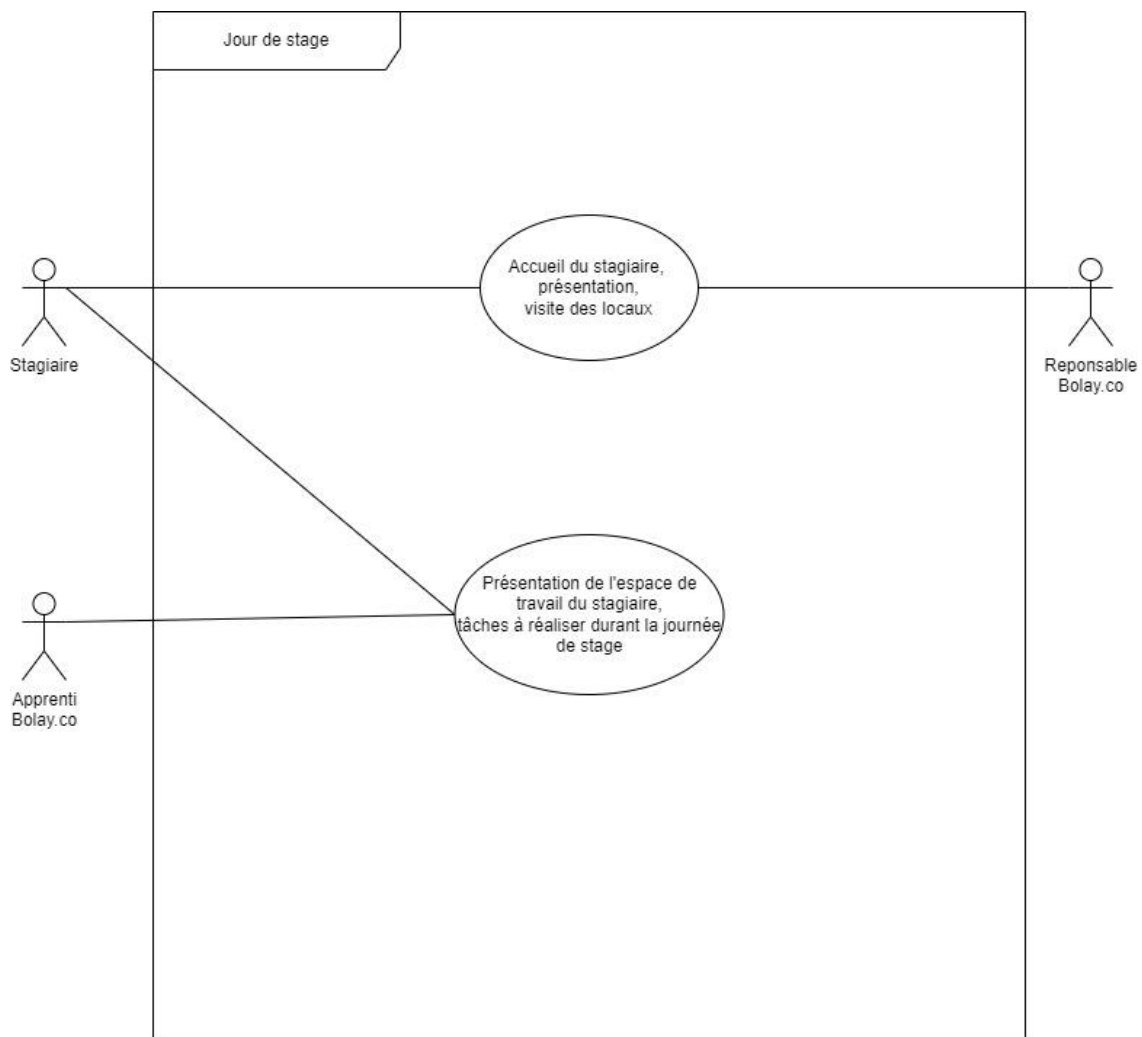 Jour de stage
Accueil du stagiaire,
présentation,
visite des locaux
Stagiaire
Reponsable
Bolay.co
Présentation de l'espace de
travail du stagiaire,
tâches à réaliser durant la journée
de stage
Apprenti
Bolay.co